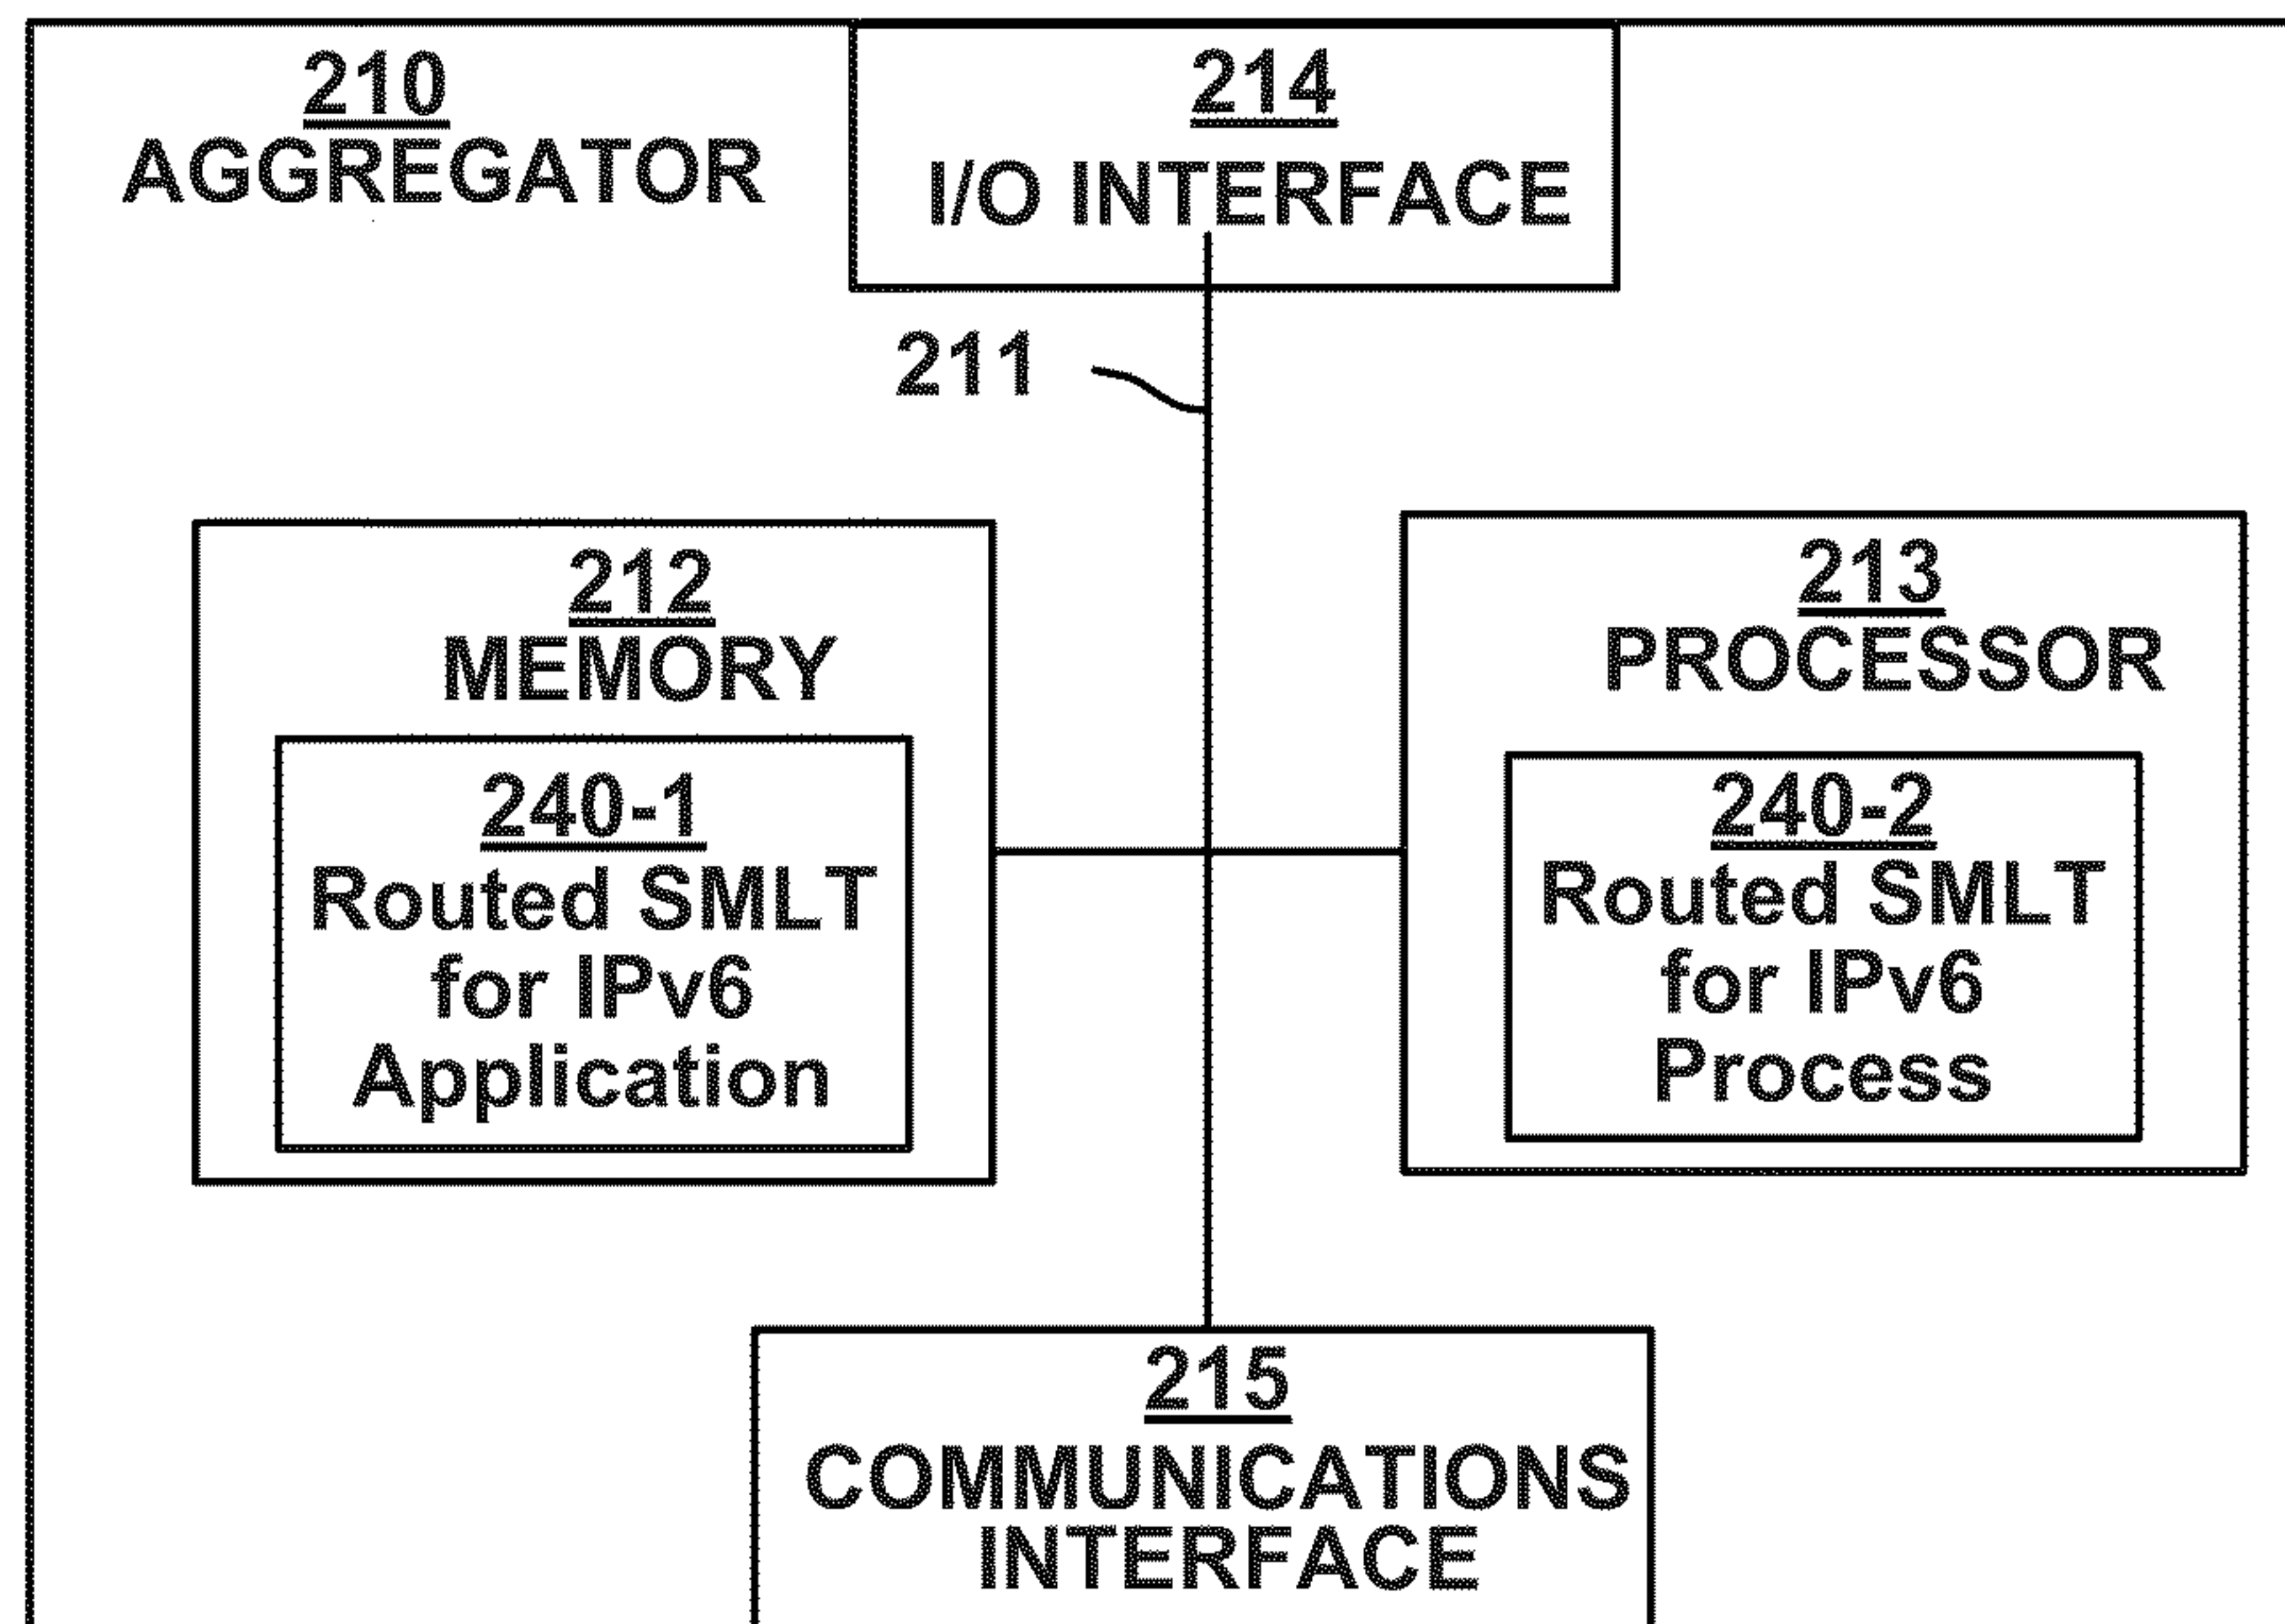 210
AGGREGATOR
214
I/O INTERFACE
211
212
MEMORY
240-1
Routed SMLT
for IPv6
Application
213
PROCESSOR
240-2
Routed SMLT
for IPv6
Process
215
COMMUNICATIONS
INTERFACE